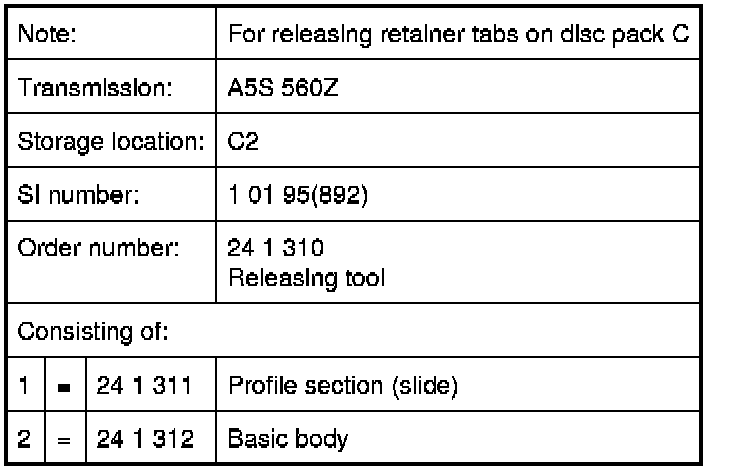 Note: For releasing retainer tabs on disc pack C
Transmission: A5S 560Z
Storage location: C2
SI number: 1 01 95(892)
Order number: 24 1 310
Releasing tool
Consisting of:
1 = 24 1 311 Profile section (slide)
2 = 24 1 312 Basic body